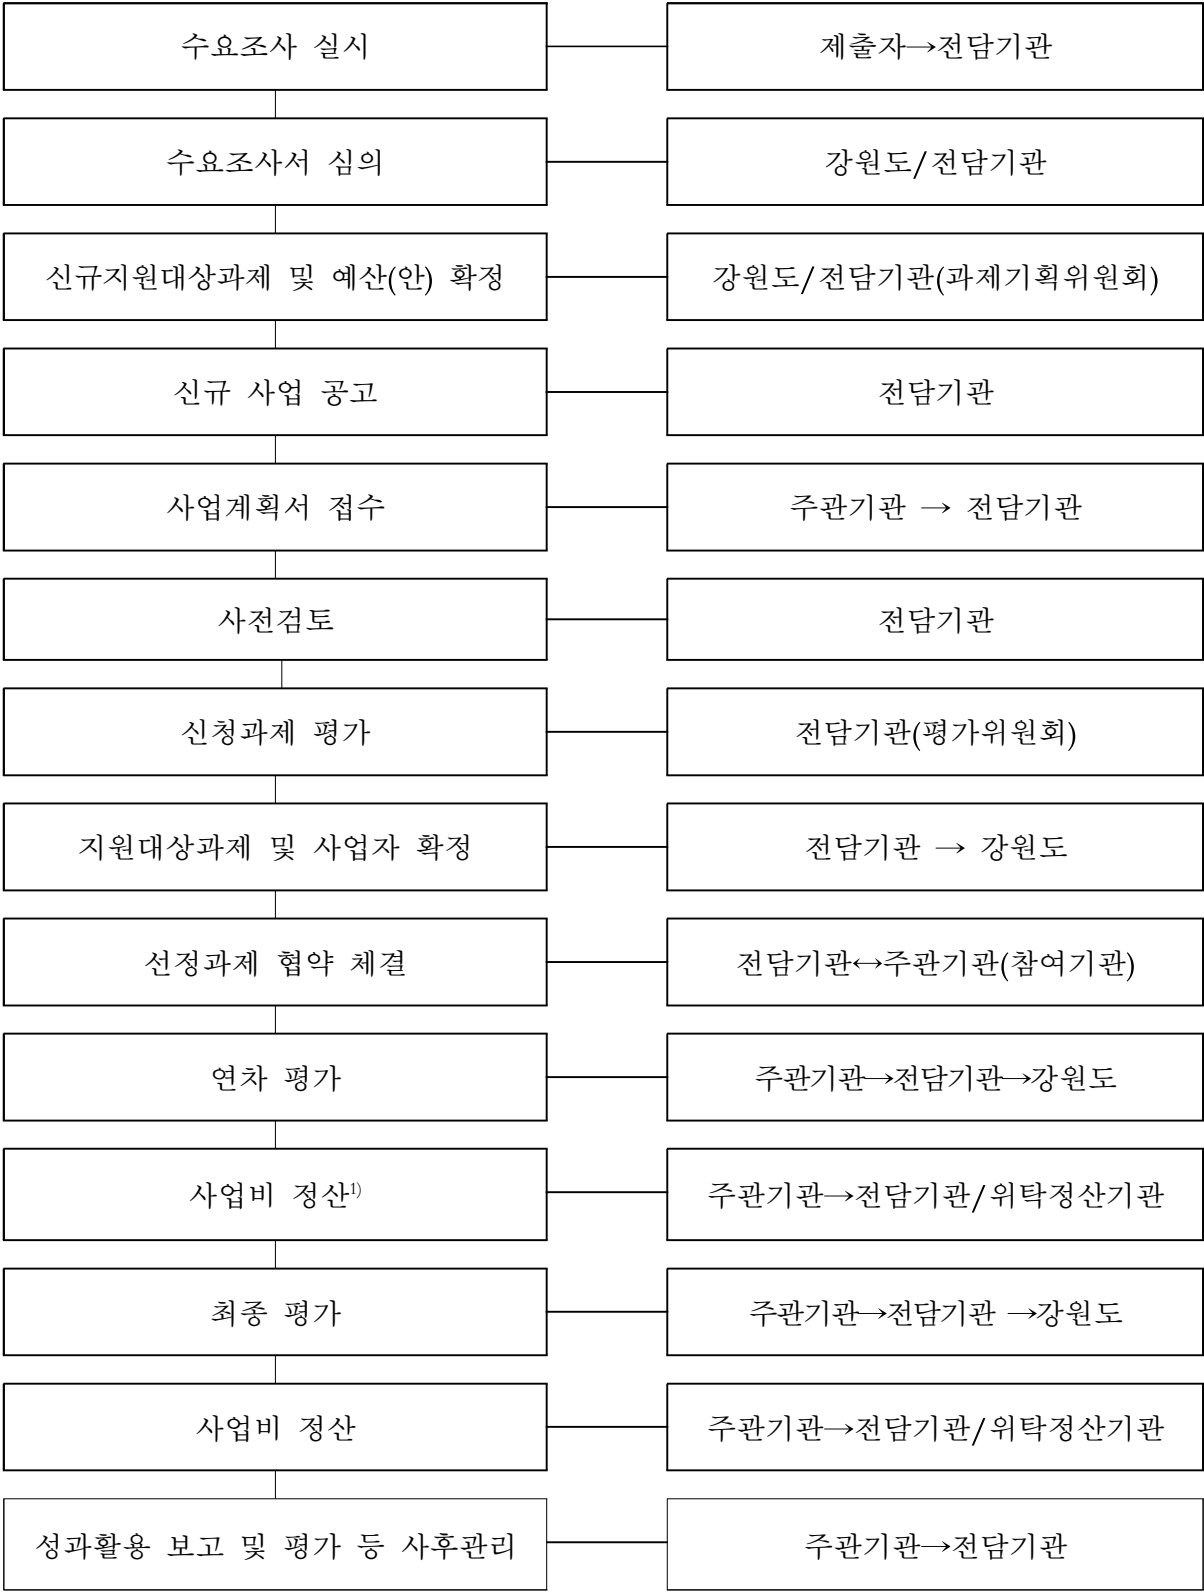 수요조사 실시
제출자→전담기관
수요조사서 심의
강원도/전담기관
신규지원대상과제 및 예산(안) 확정
강원도/전담기관(과제기획위원회)
신규 사업 공고
전담기관
사업계획서 접수
주관기관 → 전담기관
사전검토
전담기관
신청과제 평가
전담기관(평가위원회)
지원대상과제 및 사업자 확정
전담기관 → 강원도
선정과제 협약 체결
전담기관↔주관기관(참여기관)
연차 평가
주관기관→전담기관→강원도
사업비 정산1)
주관기관→전담기관/위탁정산기관
최종 평가
주관기관→전담기관 →강원도
사업비 정산
주관기관→전담기관/위탁정산기관
성과활용 보고 및 평가 등 사후관리
주관기관→전담기관